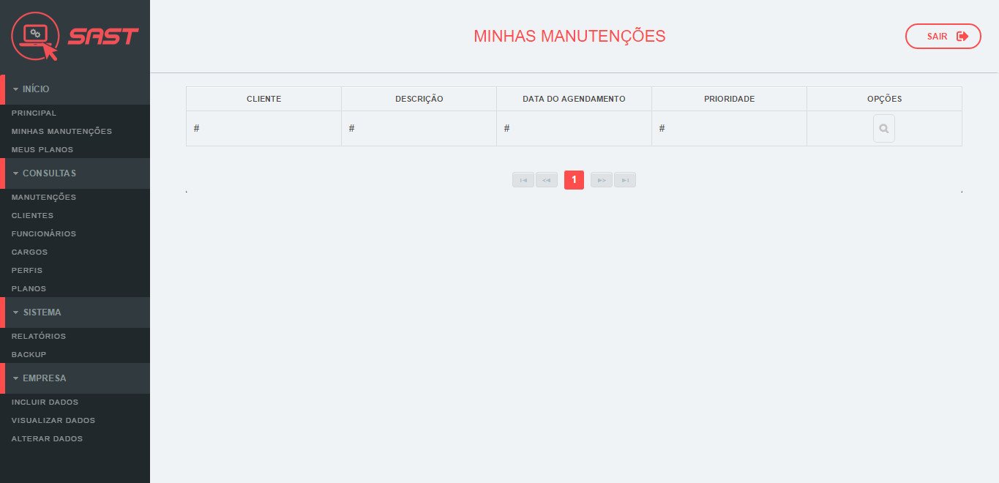 SAST
MINHAS MANUTENÇÕES
SAIR
INÍCIO
PRINCIPAL
MINHAS MANUTENÇÕES
MEUS PLANOS
CONSULTAS
MANUTENÇÕES
CLIENTES
FUNCIONÁRIOS
CARGOS
PERFIS
PLANOS
SISTEMA
RELATÓRIOS
BACKUP
EMPRESA
INCLUIR DADOS
VISUALIZAR DADOS
ALTERAR DADOS
CLIENTE DESCRIÇÃO DATA DO AGENDAMENTO PRIORIDADE OPÇÕES
# # # #
1